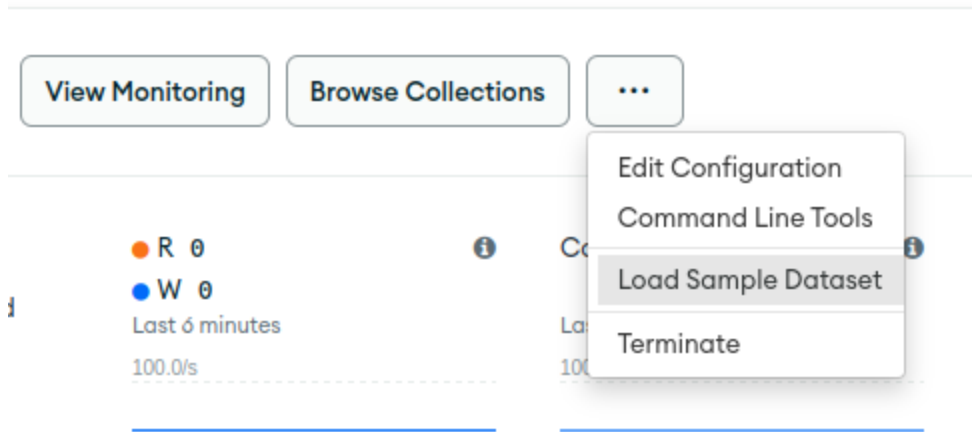 View Monitoring
Browse Collections
...
Edit Configuration
Command Line Tools
Load Sample Dataset
Terminate
R 0
W 0
Last 6 minutes
100.0/s